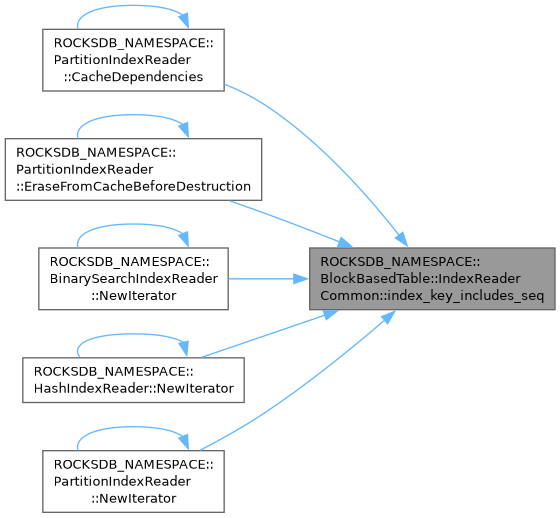 ROCKSDB_NAMESPACE::
PartitionIndexReader
::CacheDependencies
ROCKSDB_NAMESPACE::
PartitionIndexReader
::EraseFromCacheBeforeDestruction
ROCKSDB_NAMESPACE::
BinarySearchIndexReader
::NewIterator
ROCKSDB_NAMESPACE::
BlockBasedTable::IndexReader
Common::index_key_includes_seq
ROCKSDB_NAMESPACE::
HashIndexReader::NewIterator
ROCKSDB_NAMESPACE::
PartitionIndexReader
::NewIterator